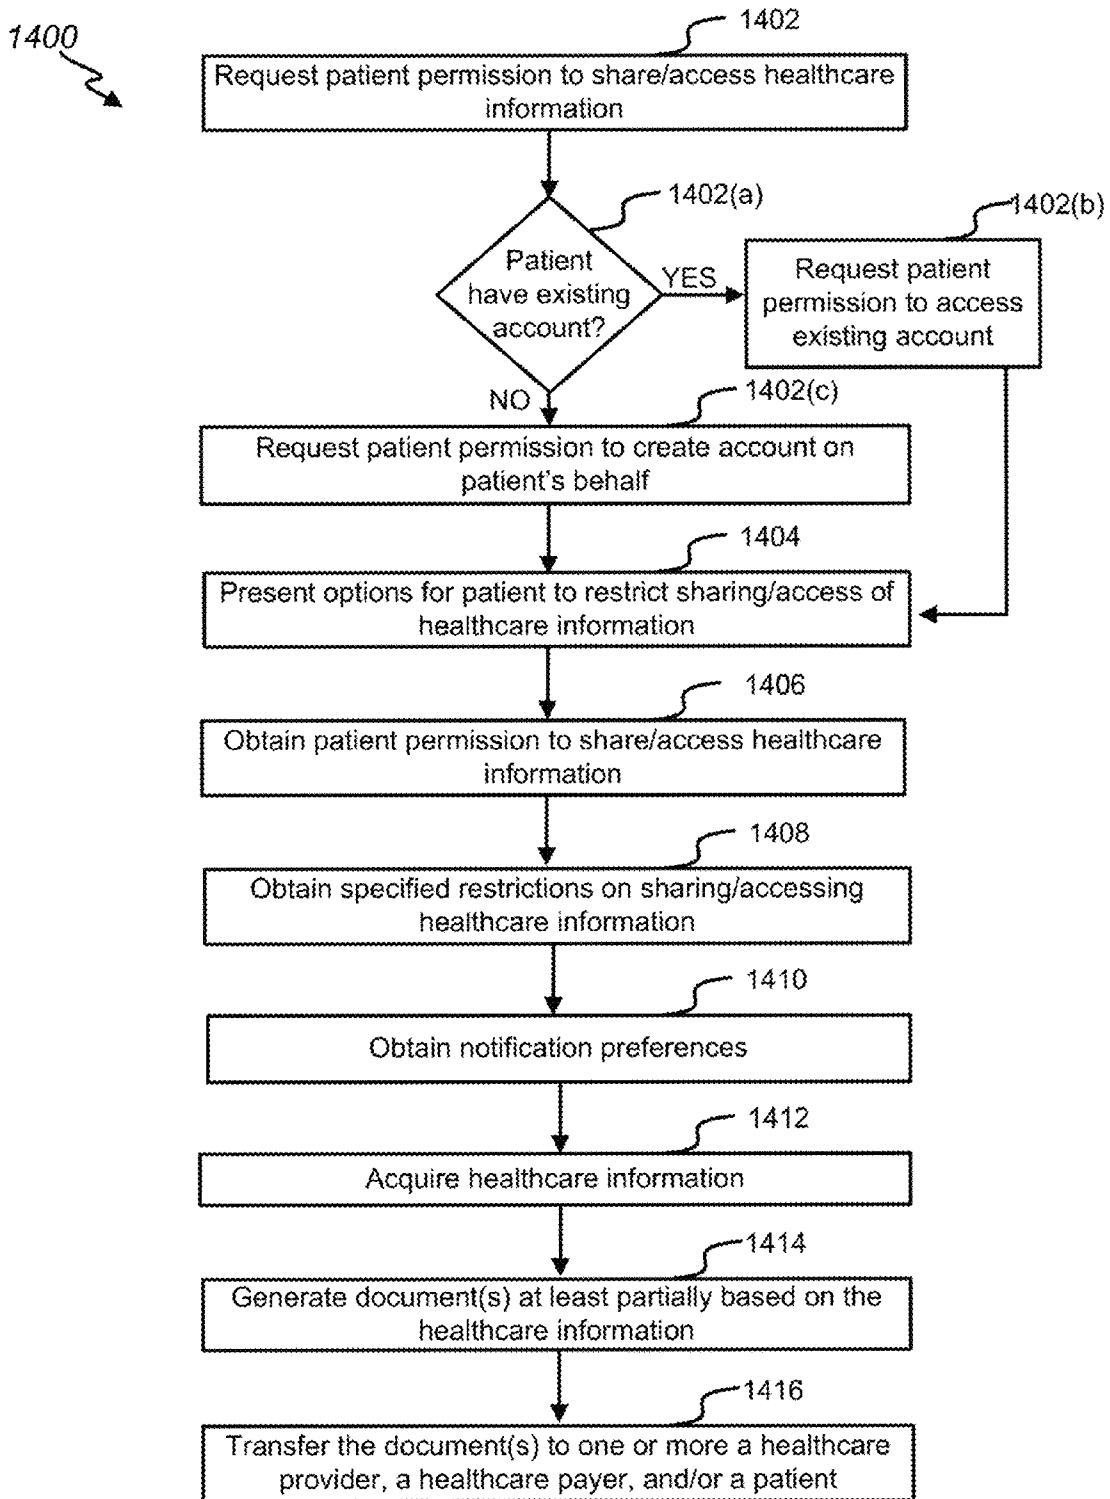 1400
1402
Request patient permission to share/access healthcare
information
1402(a)
Patient
have existing
account?
YES
1402(b)
Request patient
permission to access
existing account
NO
1402(c)
Request patient permission to create account on
patient's behalf
1404
Present options for patient to restrict sharing/access of
healthcare information
1406
Obtain patient permission to share/access healthcare
information
1408
Obtain specified restrictions on sharing/accessing
healthcare information
1410
Obtain notification preferences
1412
Acquire healthcare information
1414
Generate document(s) at least partially based on the
healthcare information
1416
Transfer the document(s) to one or more a healthcare
provider, a healthcare payer, and/or a patient